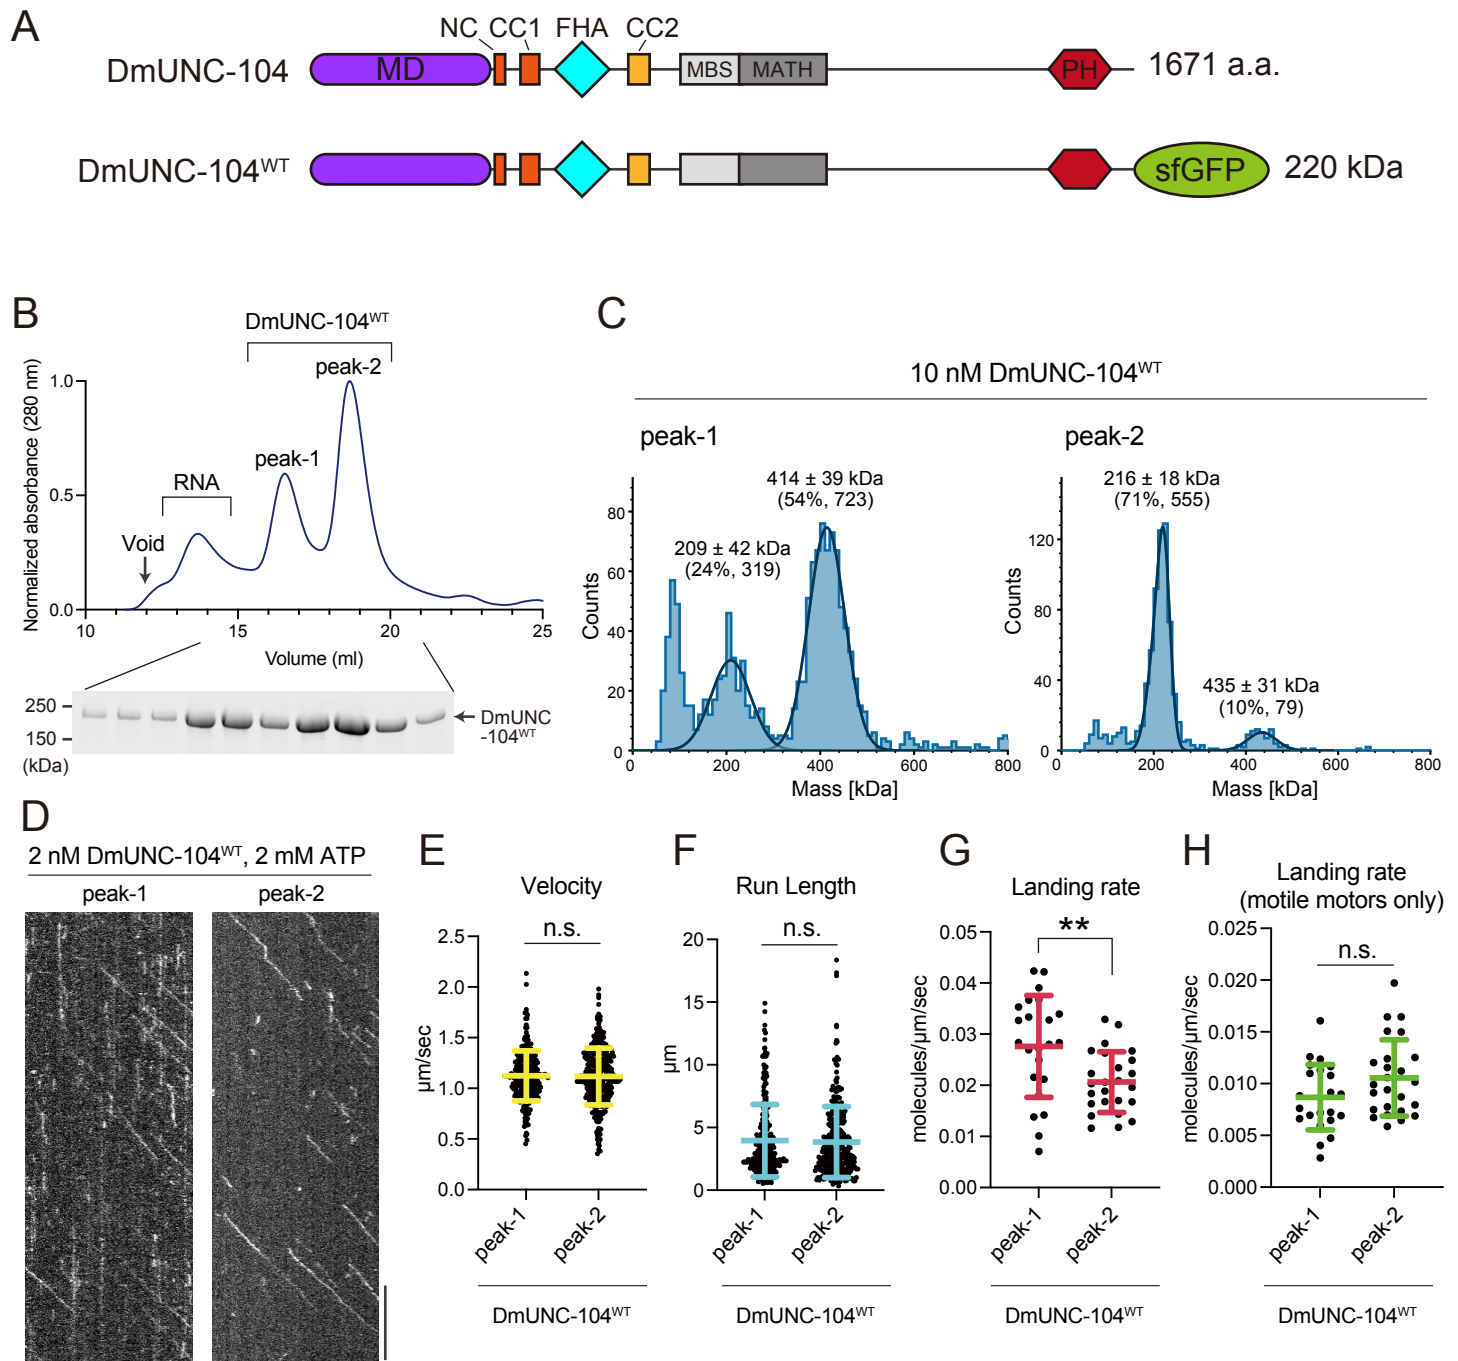 A
NC CC1 FHA CC2
DmUNC-104 MD MBS MATH PH 1671 a.a.
DmUNC-104WT sfGFP 220 kDa
B
DmUNC-104WT
peak-2
peak-1
RNA
Void
Normalized absorbance (280 nm)
1.0
0.5
0.0
10 15 20 25
Volume (ml)
250
150
(kDa)
DmUNC
-104WT
C
10 nM DmUNC-104WT
peak-1
414 ± 39 kDa
(54%, 723)
209 ± 42 kDa
(24%, 319)
Counts
80
60
40
20
0
0 200 400 600 800
Mass [kDa]
peak-2
216 ± 18 kDa
(71%, 555)
435 ± 31 kDa
(10%, 79)
Counts
120
80
40
0
0 200 400 600 800
Mass [kDa]
D
2 nM DmUNC-104WT, 2 mM ATP
peak-1 peak-2
E
Velocity
n.s.
µm/sec
2.5
2.0
1.5
1.0
0.5
0.0
peak-1 peak-2
DmUNC-104WT
F
Run Length
n.s.
µm
20
15
10
5
0
peak-1 peak-2
DmUNC-104WT
G
Landing rate
**
molecules/µm/sec
0.05
0.04
0.03
0.02
0.01
0.00
peak-1 peak-2
DmUNC-104WT
H
Landing rate
(motile motors only)
n.s.
molecules/µm/sec
0.025
0.020
0.015
0.010
0.005
0.000
peak-1 peak-2
DmUNC-104WT